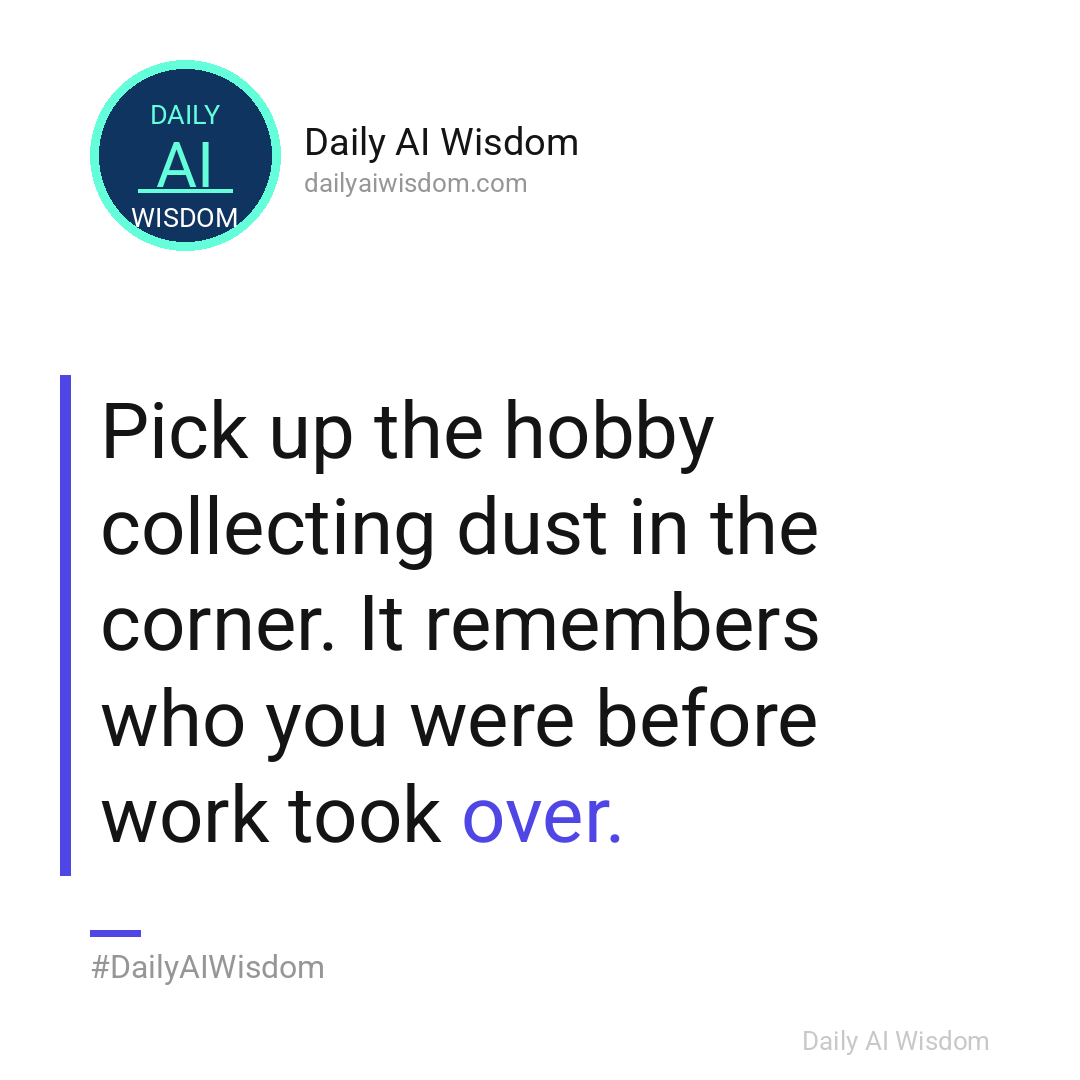 DAILY
AI
WISDOM
Daily AI Wisdom
dailyaiwisdom.com
Pick up the hobby
collecting dust in the
corner. It remembers
who you were before
work took over.
#DailyAIWisdom
Daily AI Wisdom